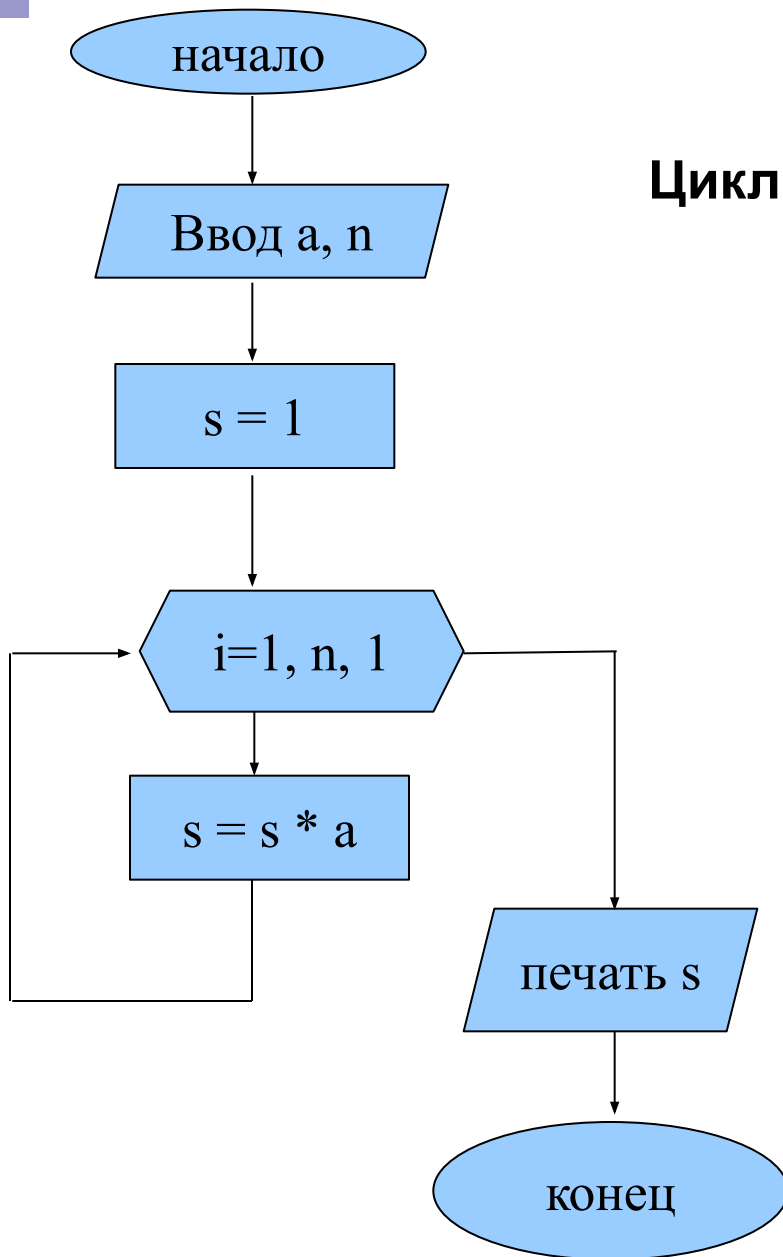 начало
Цикл
Ввод a, n
s = 1
i=1, n, 1
s = s * a
печать s
конец